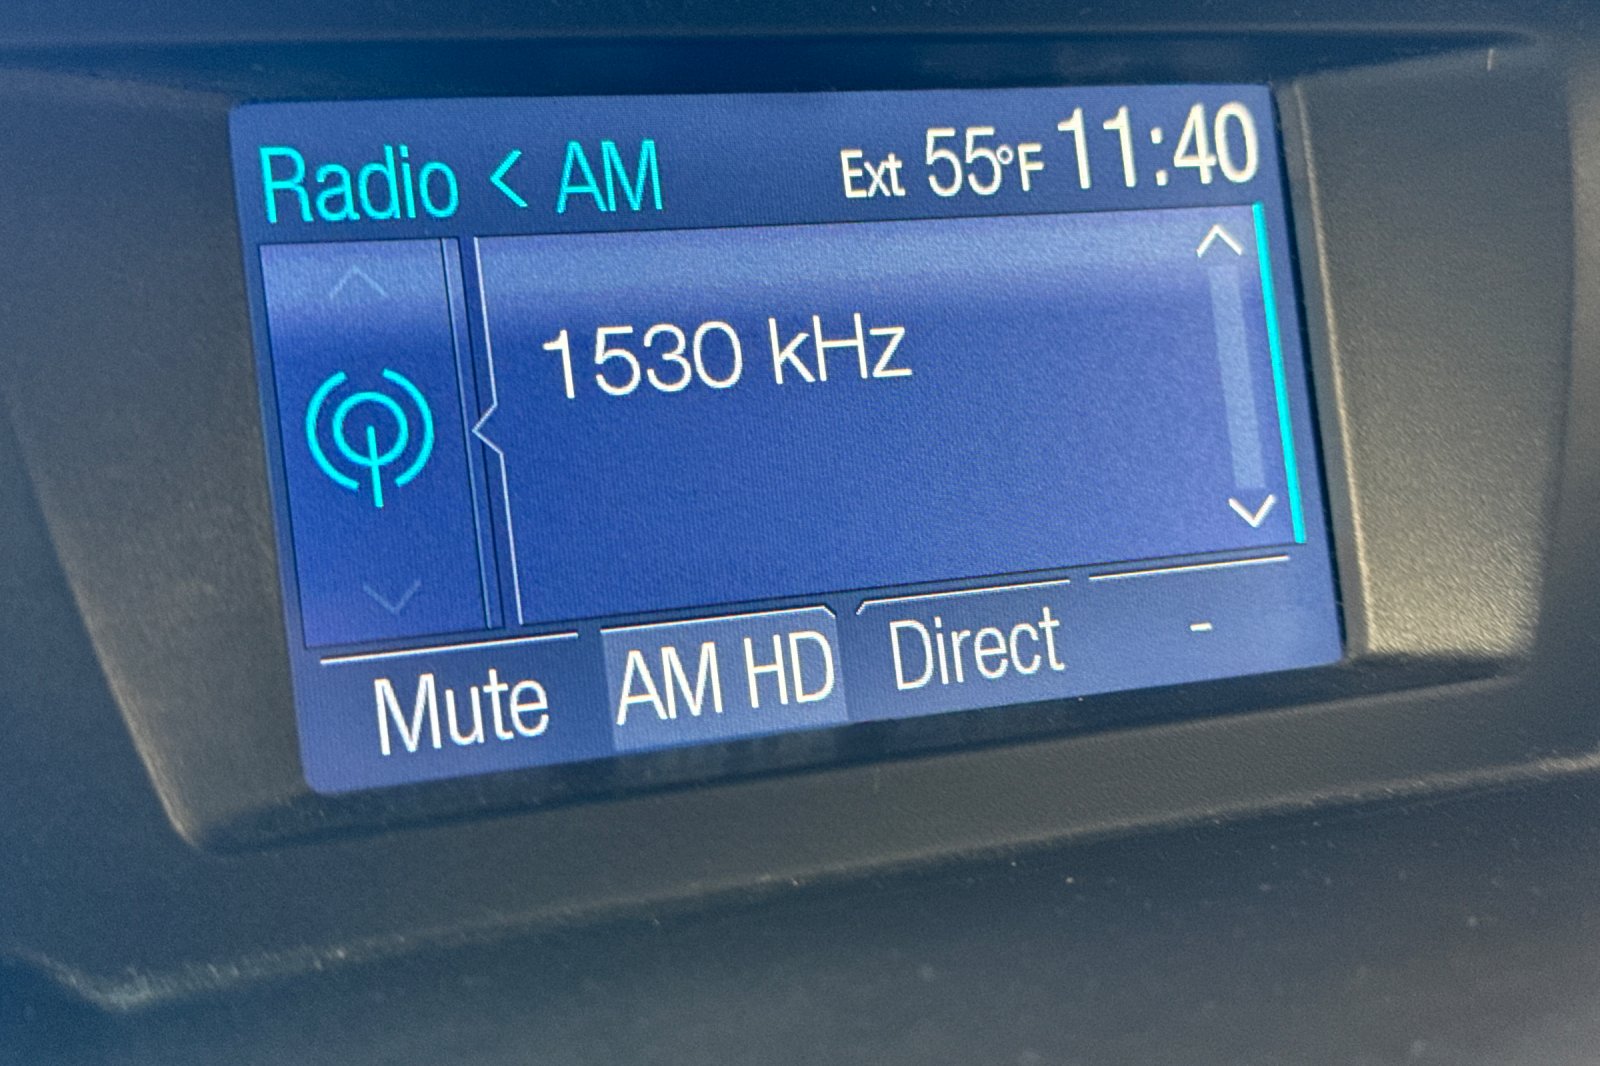 Radio < AM Ext 55°F 11:40
1530 kHz
Mute AM HD Direct -